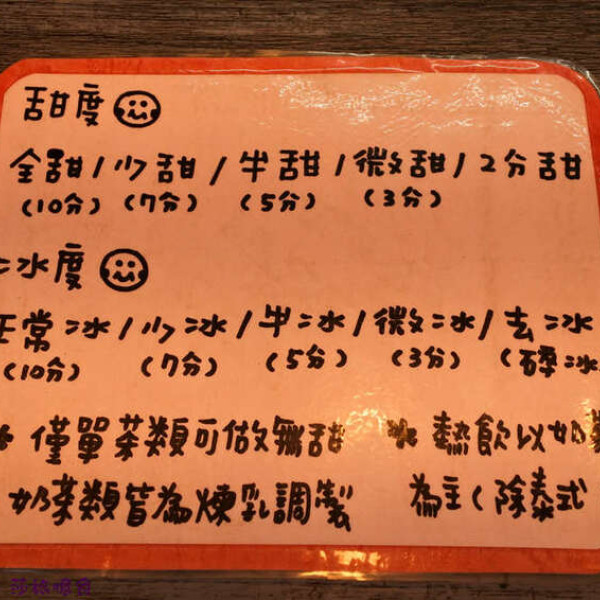 甜度
全甜/少甜/半甜/微甜/2分甜
(10分) (7分) (5分) (3分)
冰度
正常冰/少冰/半冰/微冰/去冰
(10分) (7分) (5分) (3分) (碎冰
僅單茶類可做無甜 熱飲以奶
奶茶類皆為煉乳調製 為主(除泰式